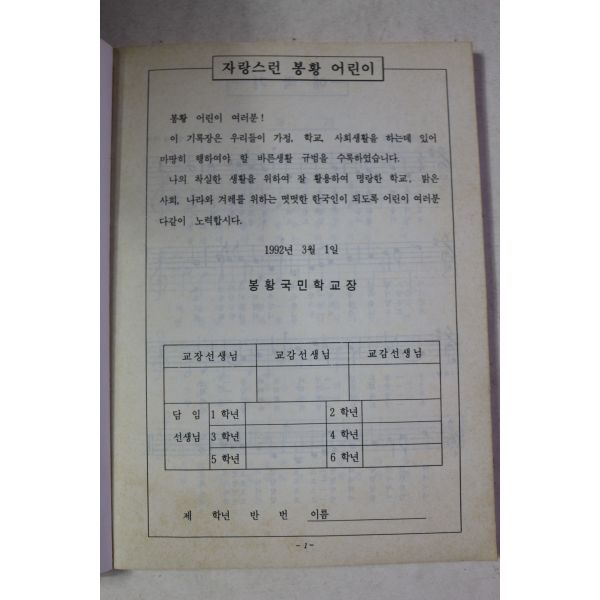 자랑스런 봉황 어린이
봉황 어린이 여러분!
이 기록장은 우리들이 가정, 학교, 사회생활을 하는데 있어
마땅히 행하여야 할 바른생활 규범을 수록하였습니다.
나의 착실한 생활을 위하여 잘 활용하여 명랑한 학교, 밝은
사회, 나라와 겨레를 위하는 떳떳한 한국인이 되도록 어린이 여러분
다같이 노력합시다.
1992년 3월 1일
봉황국민학교장
교장선생님 교감선생님 교감선생님
담 임 1 학년 2 학년
선생님 3 학년 4 학년
5 학년 6 학년
제 학년 반 번 이름
- 1 -